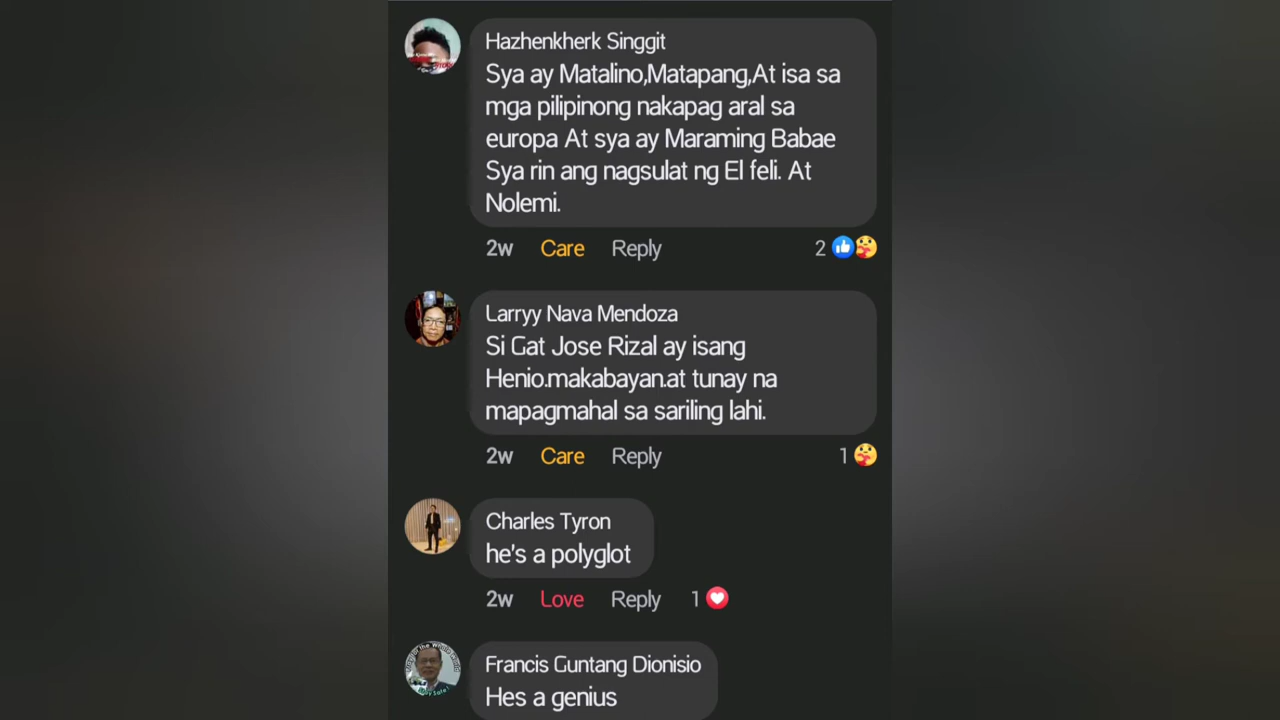 Hazhenkherk Singgit
Sya ay Matalino,Matapang,At isa sa
mga pilipinong nakapag aral sa
europa At sya ay Maraming Babae
Sya rin ang nagsulat ng El feli. At
Nolemi.
2w Care Reply 2
Larryy Nava Mendoza
Si Gat Jose Rizal ay isang
Henio.makabayan.at tunay na
mapagmahal sa sariling lahi.
2w Care Reply 1
Charles Tyron
he's a polyglot
2w Love Reply 1
Francis Guntang Dionisio
Hes a genius